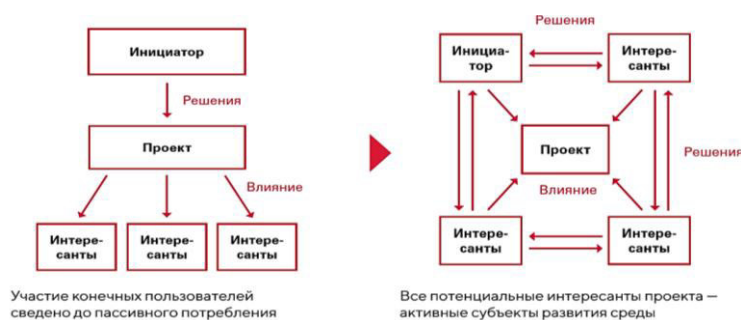 Инициатор
Решения
Проект
Влияние
Интере-
санты
Интере-
санты
Интере-
санты
Участие конечных пользователей
сведено до пассивного потребления
Решения
Инициа-
тор
Интере-
санты
Проект
Решения
Влияние
Интере-
санты
Интере-
санты
Все потенциальные интересанты проекта —
активные субъекты развития среды